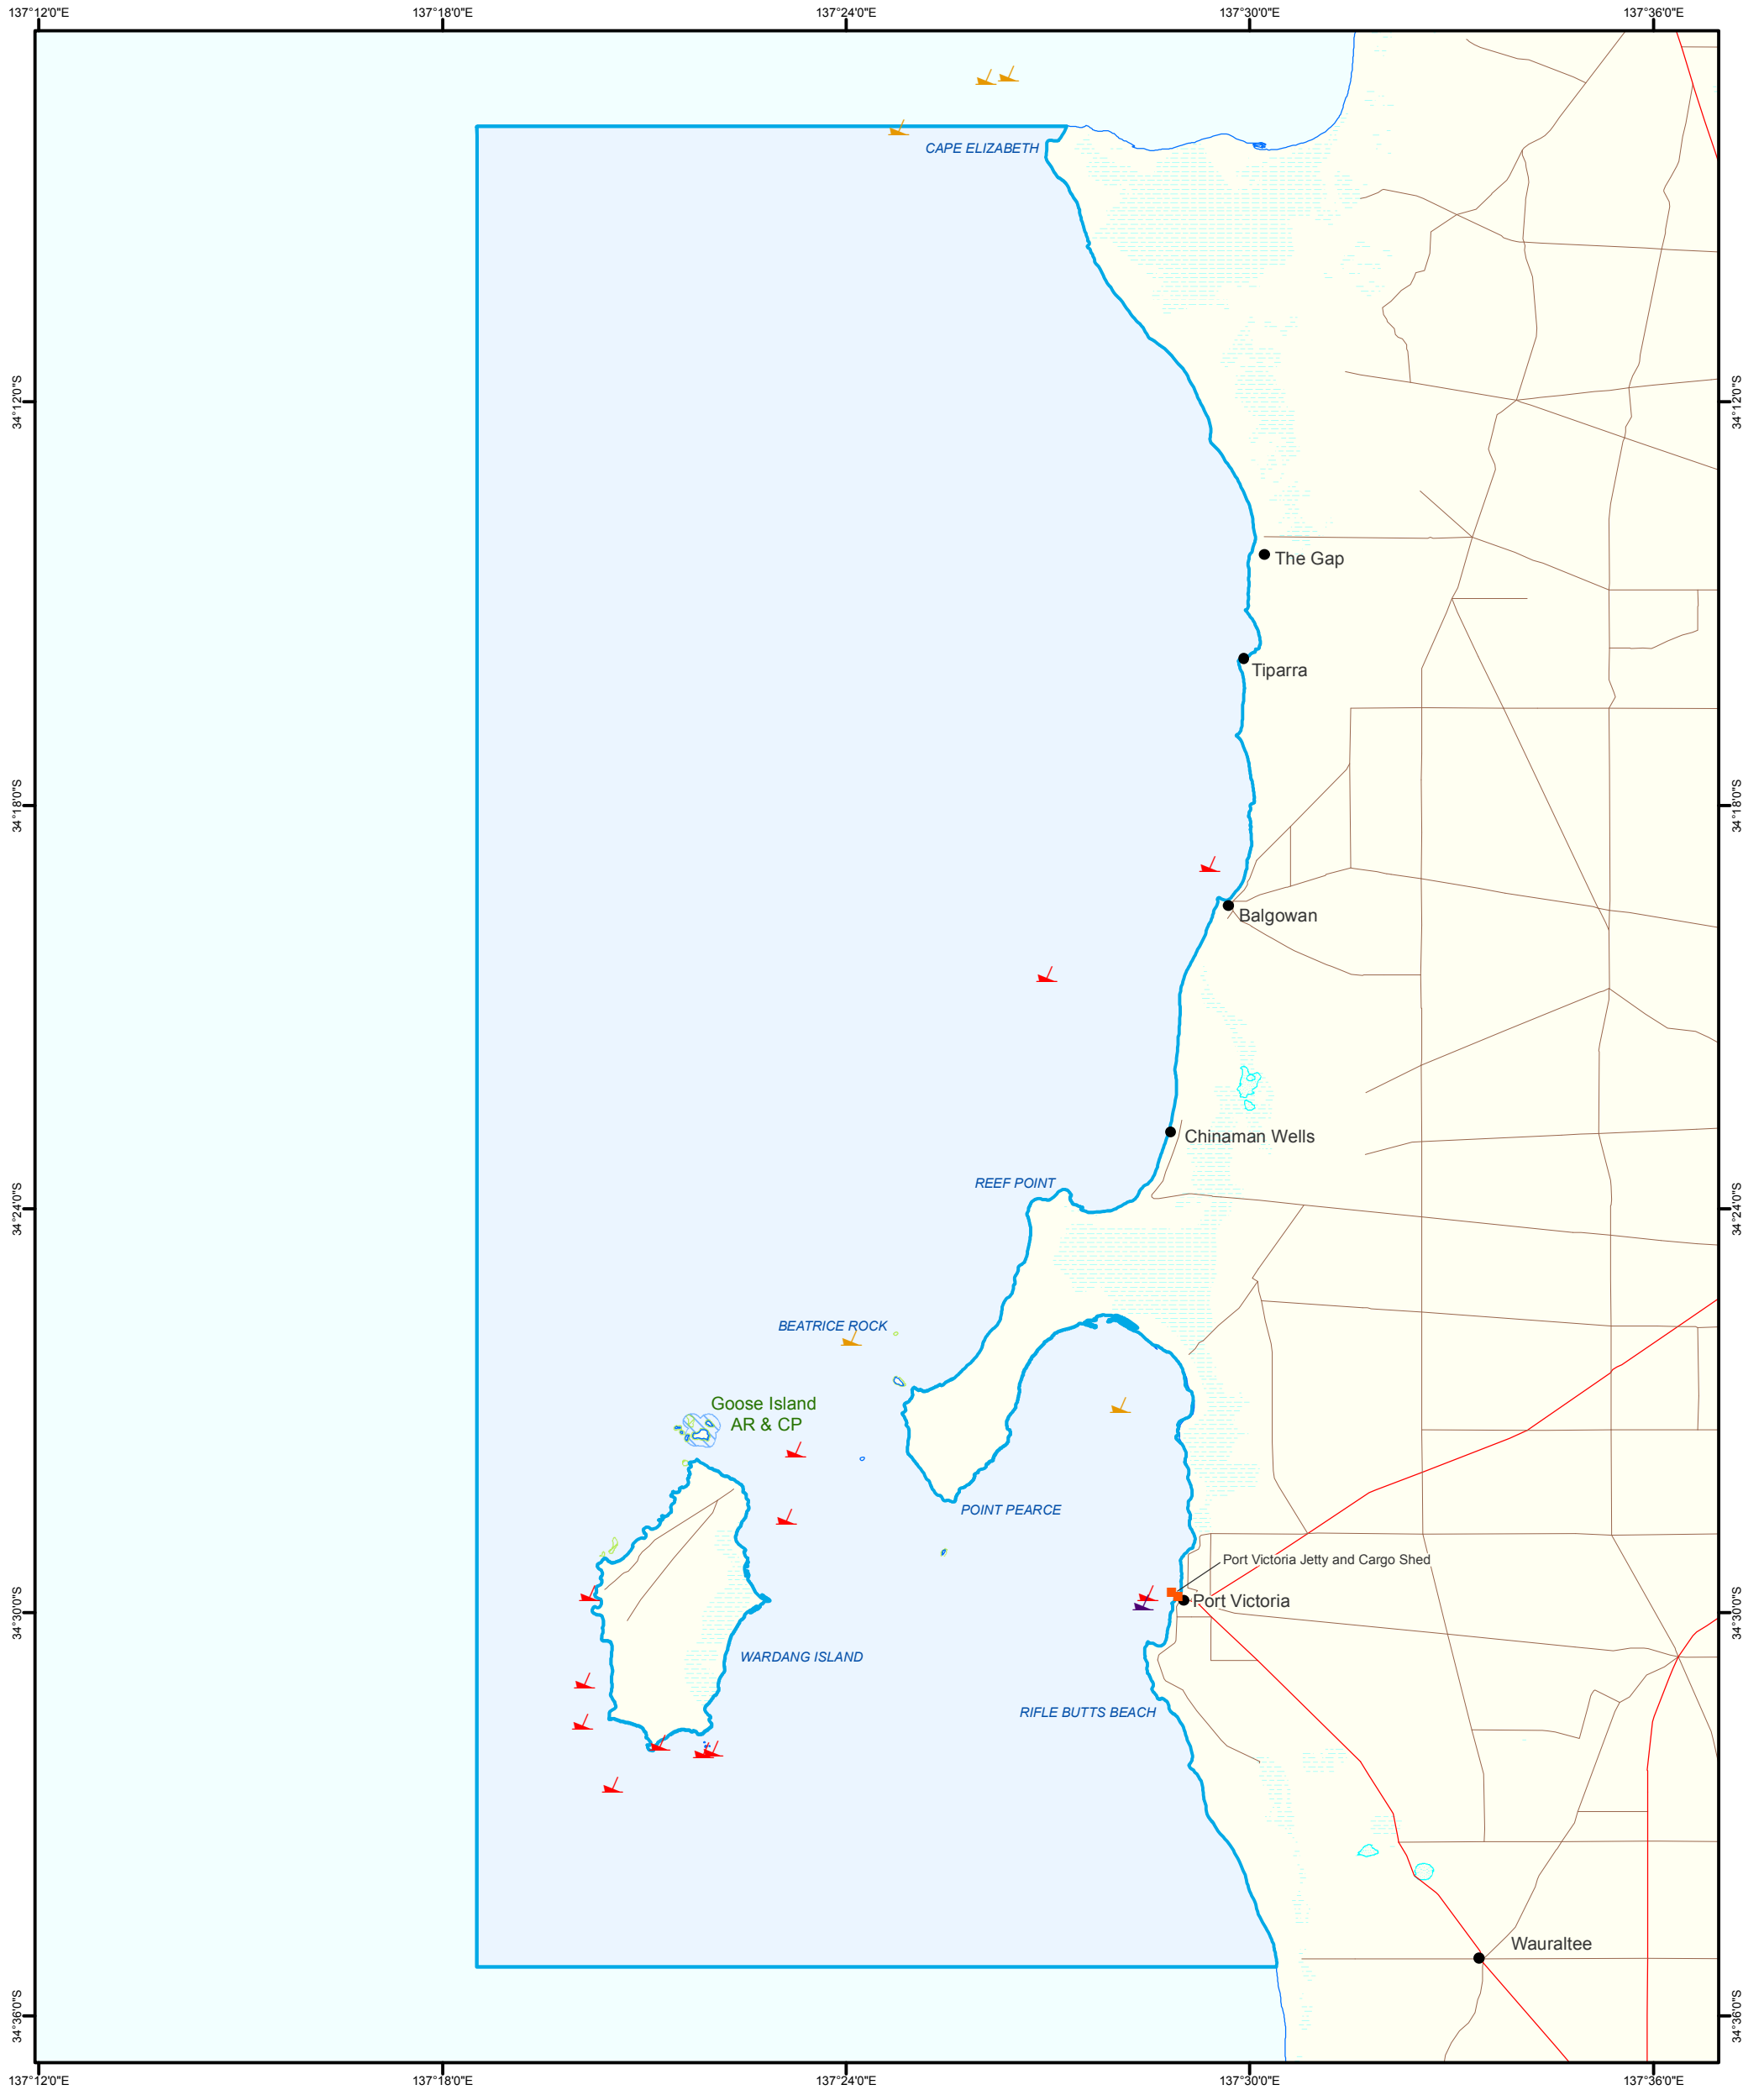 137°12'0"E
137°18'0"E
137°24'0"E
137°30'0"E
137°36'0"E
CAPE ELIZABETH
34°12'0"S
34°12'0"S
The Gap
Tiparra
34°18'0"S
34°18'0"S
Balgowan
Chinaman Wells
REEF POINT
34°24'0"S
34°24'0"S
BEATRICE ROCK
Goose Island
AR & CP
POINT PEARCE
Port Victoria Jetty and Cargo Shed
Port Victoria
34°30'0"S
34°30'0"S
WARDANG ISLAND
RIFLE BUTTS BEACH
Wauraltee
34°36'0"S
34°36'0"S
137°12'0"E
137°18'0"E
137°24'0"E
137°30'0"E
137°36'0"E